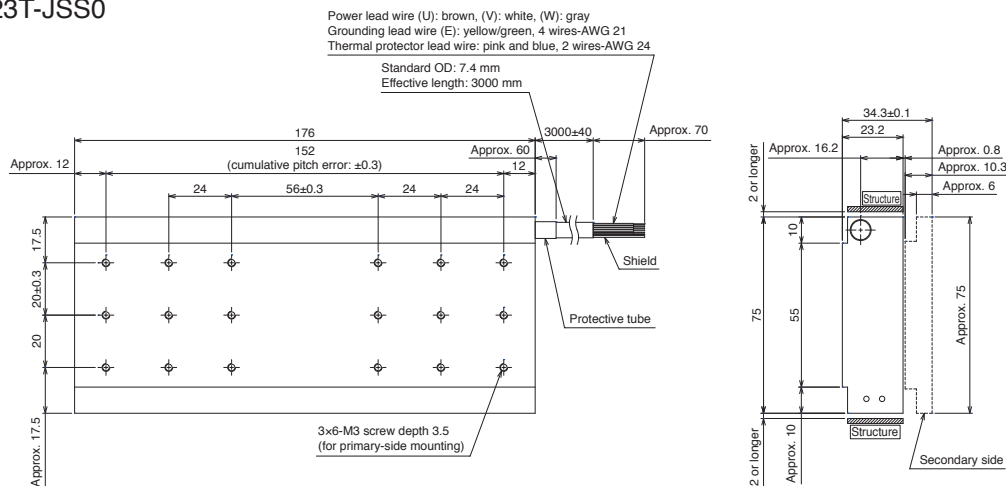 23T-JSS0
Power lead wire (U): brown, (V): white, (W): gray
Grounding lead wire (E): yellow/green, 4 wires-AWG 21
Thermal protector lead wire: pink and blue, 2 wires-AWG 24
Standard OD: 7.4 mm
Effective length: 3000 mm
176
3000±40
Approx. 70
Approx. 12
152
(cumulative pitch error: ±0.3)
Approx. 60
12
24
56±0.3
24
24
17.5
20±0.3
20
Approx. 17.5
Shield
Protective tube
3×6-M3 screw depth 3.5
(for primary-side mounting)
34.3±0.1
23.2
Approx. 16.2
Approx. 0.8
Approx. 10.3
Approx. 6
2 or longer
Structure
10
75
55
Approx. 75
Approx. 10
2 or longer
Structure
Secondary side